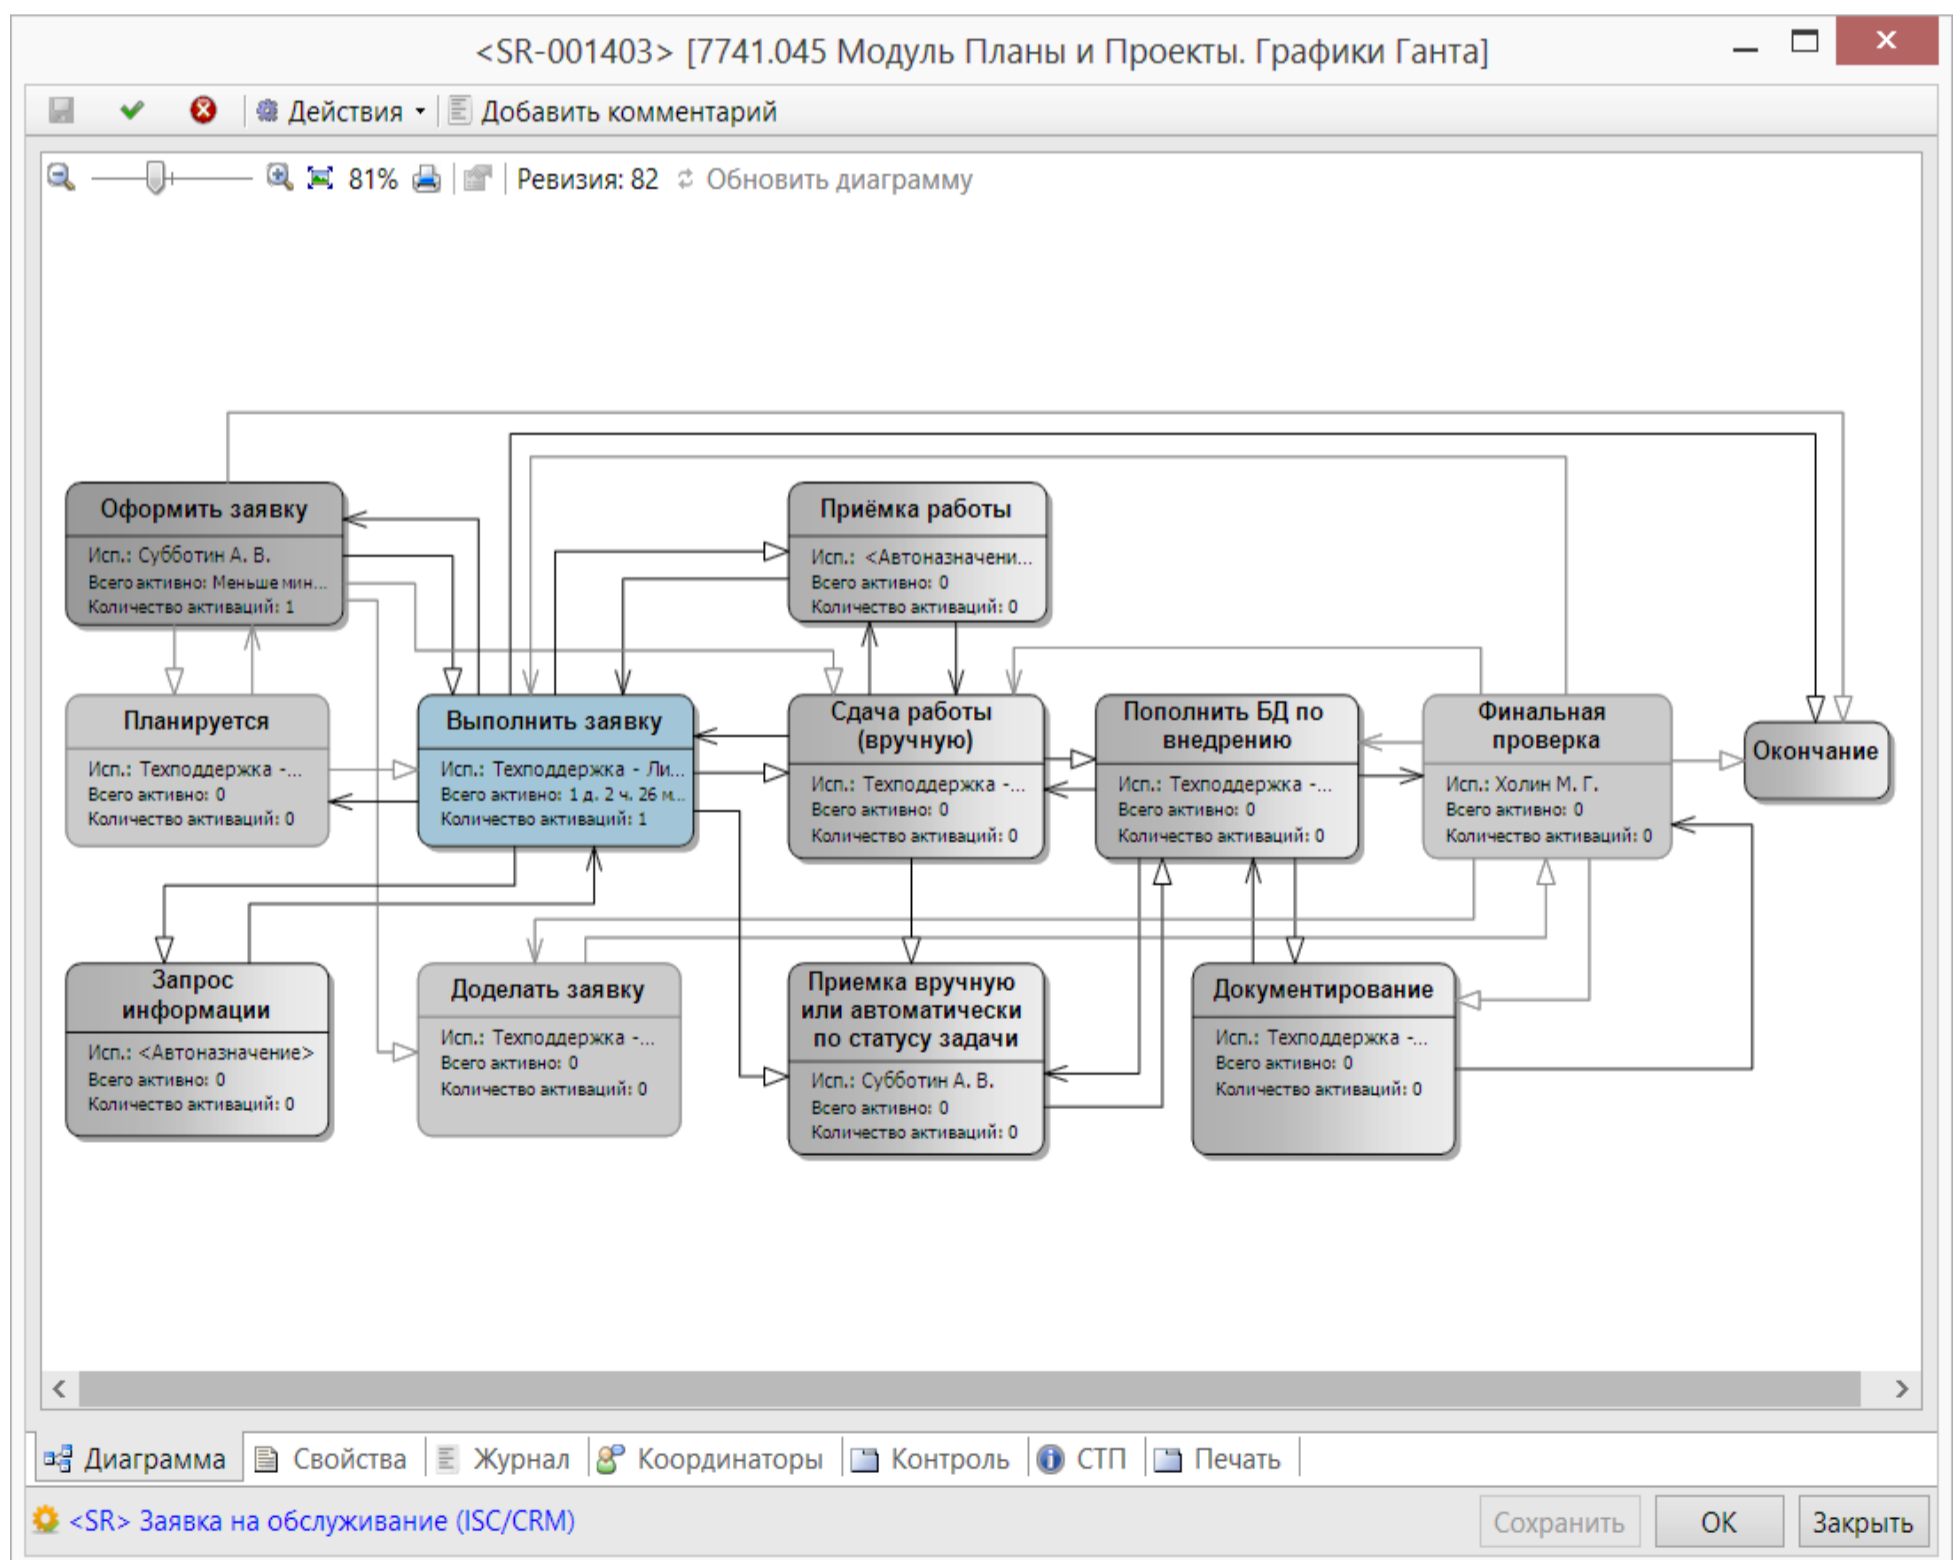 <SR-001403> [7741.045 Модуль Планы и Проекты. Графики Ганта]
Действия
Добавить комментарий
81%
Ревизия: 82
Обновить диаграмму
Оформить заявку
Исп.: Субботин А. В.
Всего активно: Меньше мин...
Количество активаций: 1
Приёмка работы
Исп.: <Автоназначени...
Всего активно: 0
Количество активаций: 0
Планируется
Исп.: Техподдержка -...
Всего активно: 0
Количество активаций: 0
Выполнить заявку
Исп.: Техподдержка - Ли...
Всего активно: 1 д. 2 ч. 26 м...
Количество активаций: 1
Сдача работы
(вручную)
Исп.: Техподдержка -...
Всего активно: 0
Количество активаций: 0
Пополнить БД по
внедрению
Исп.: Техподдержка -...
Всего активно: 0
Количество активаций: 0
Финальная
проверка
Исп.: Холин М. Г.
Всего активно: 0
Количество активаций: 0
Окончание
Запрос
информации
Исп.: <Автоназначение>
Всего активно: 0
Количество активаций: 0
Доделать заявку
Исп.: Техподдержка -...
Всего активно: 0
Количество активаций: 0
Приемка вручную
или автоматически
по статусу задачи
Исп.: Субботин А. В.
Всего активно: 0
Количество активаций: 0
Документирование
Исп.: Техподдержка -...
Всего активно: 0
Количество активаций: 0
Диаграмма
Свойства
Журнал
Координаторы
Контроль
СТП
Печать
<SR> Заявка на обслуживание (ISC/CRM)
Сохранить
ОК
Закрыть